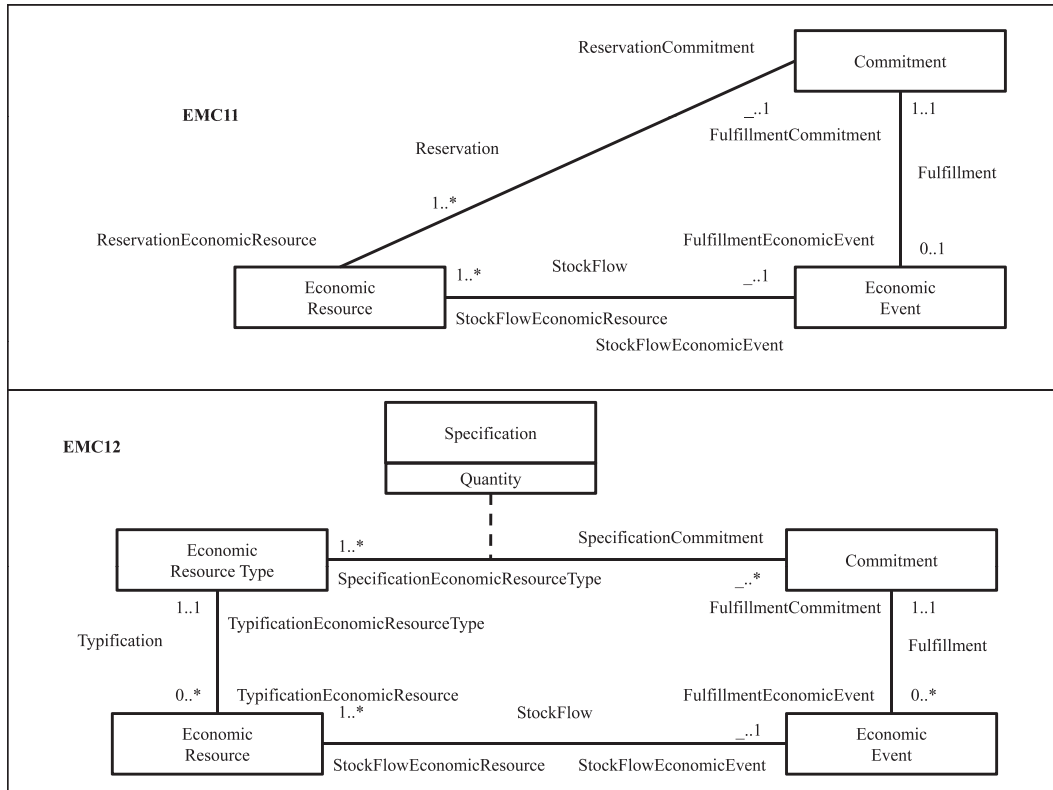 ReservationCommitment
Commitment
EMC11
_..1
1..1
FulfillmentCommitment
Reservation
Fulfillment
1..*
ReservationEconomicResource
FulfillmentEconomicEvent
0..1
StockFlow
Economic
Resource
1..*
_..1
Economic
Event
StockFlowEconomicResource
StockFlowEconomicEvent
EMC12
Specification
Quantity
SpecificationCommitment
Economic
Resource Type
1..*
Commitment
SpecificationEconomicResourceType
_..*
1..1
FulfillmentCommitment
1..1
TypificationEconomicResourceType
Typification
Fulfillment
0..*
TypificationEconomicResource
FulfillmentEconomicEvent
0..*
1..*
StockFlow
_..1
Economic
Resource
Economic
Event
StockFlowEconomicResource
StockFlowEconomicEvent